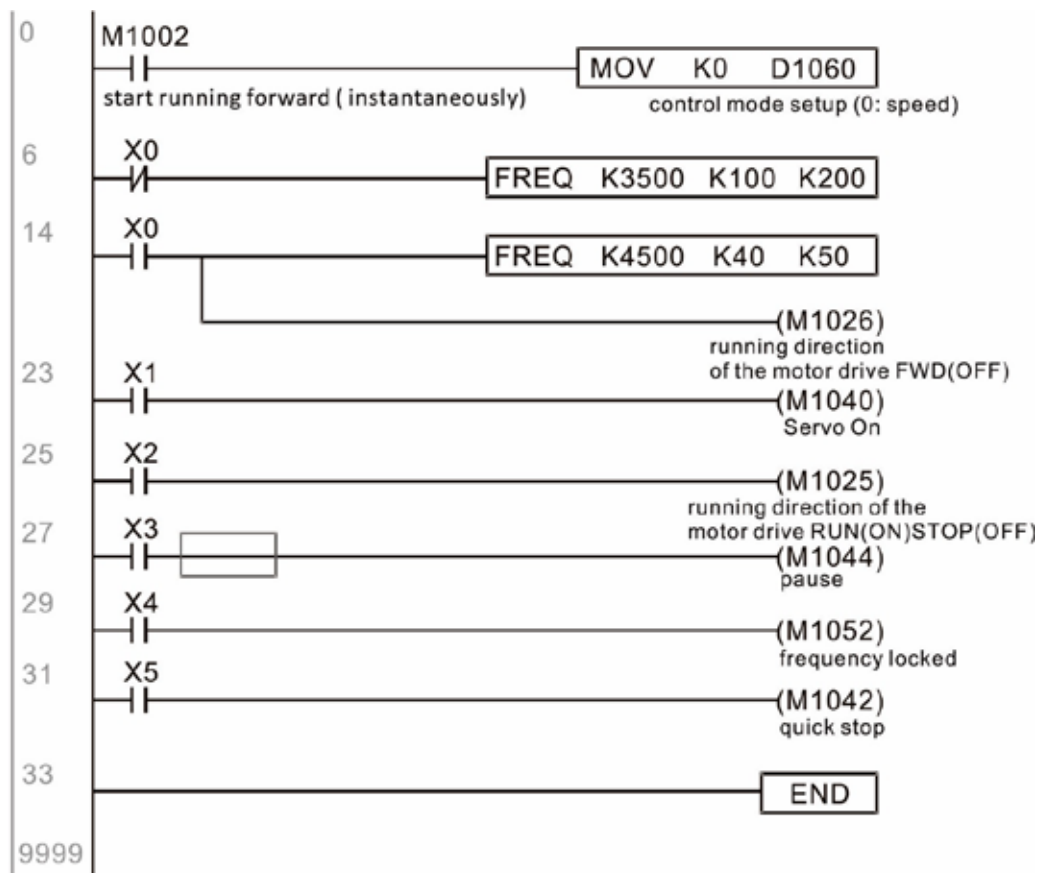 0
M1002
MOV K0 D1060
start running forward ( instantaneously)
control mode setup (0: speed)
6
X0
FREQ K3500 K100 K200
14
X0
FREQ K4500 K40 K50
(M1026)
running direction
of the motor drive FWD(OFF)
23
X1
(M1040)
Servo On
25
X2
(M1025)
running direction of the
motor drive RUN(ON)STOP(OFF)
27
X3
(M1044)
pause
29
X4
(M1052)
frequency locked
31
X5
(M1042)
quick stop
33
END
9999